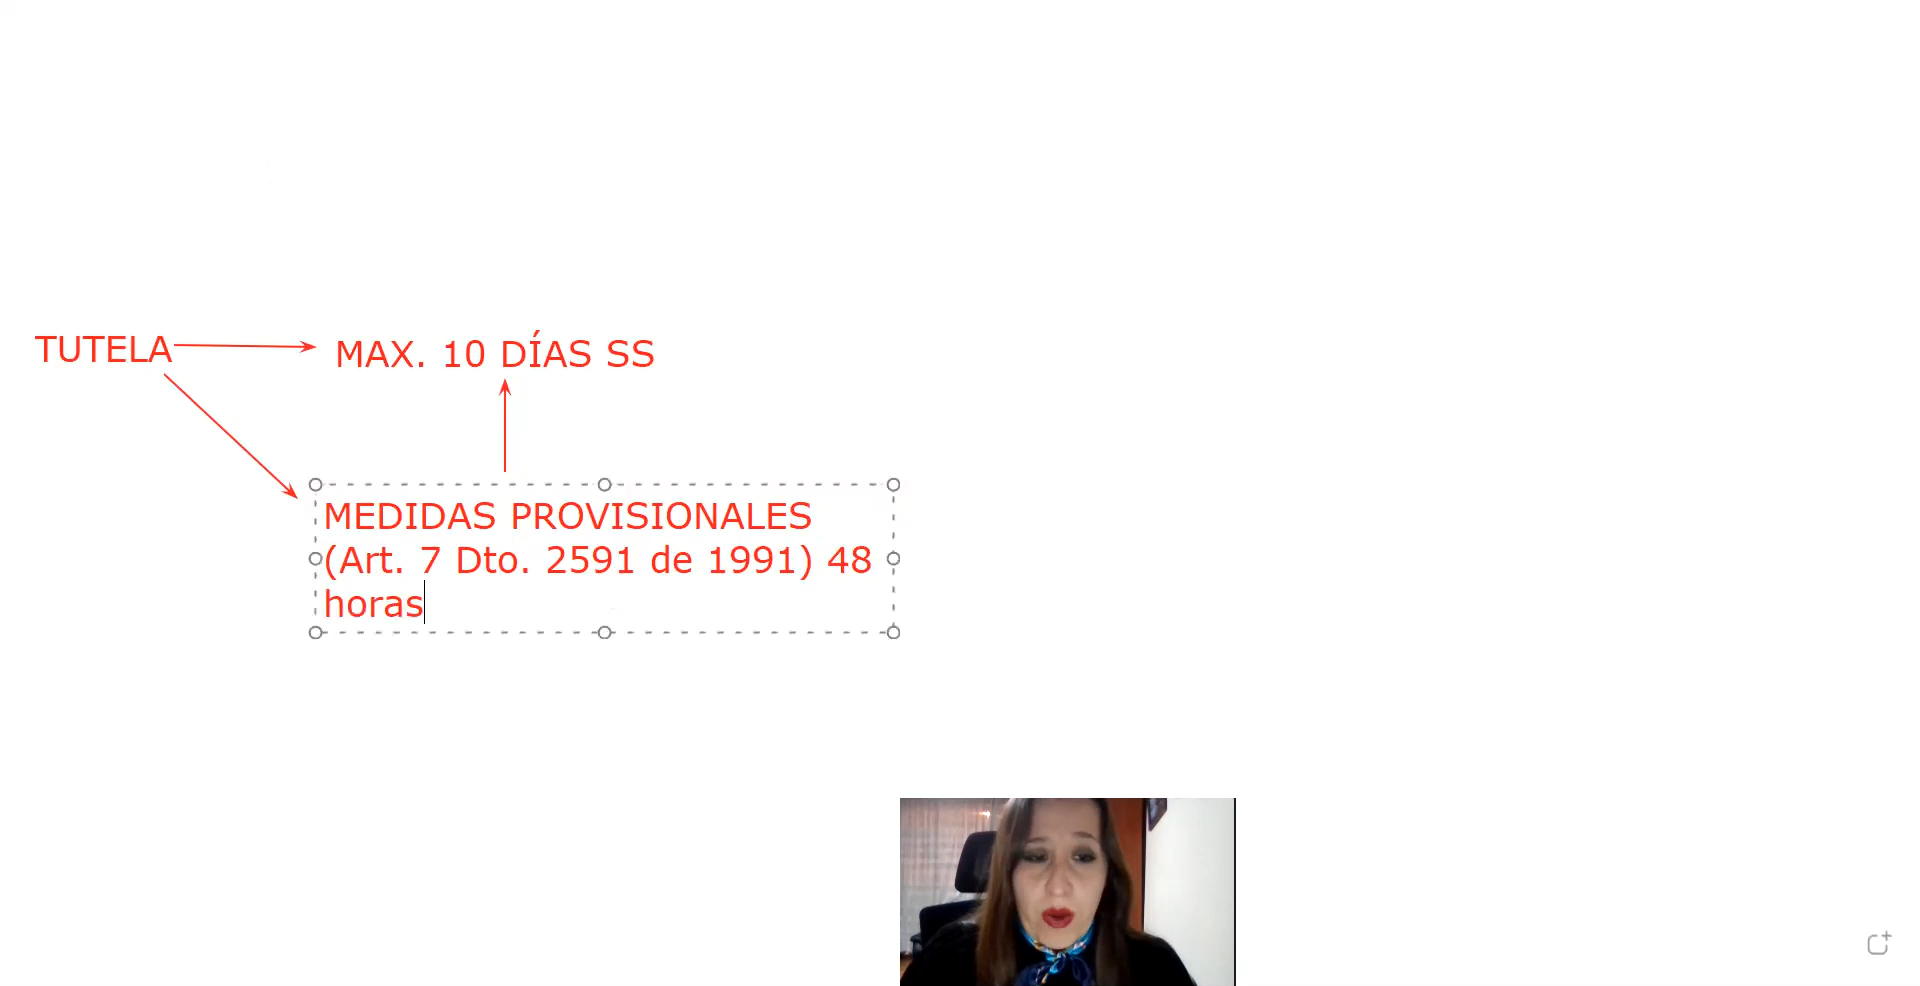 TUTELA
MAX. 10 DÍAS SS
MEDIDAS PROVISIONALES
(Art. 7 Dto. 2591 de 1991) 48
horas